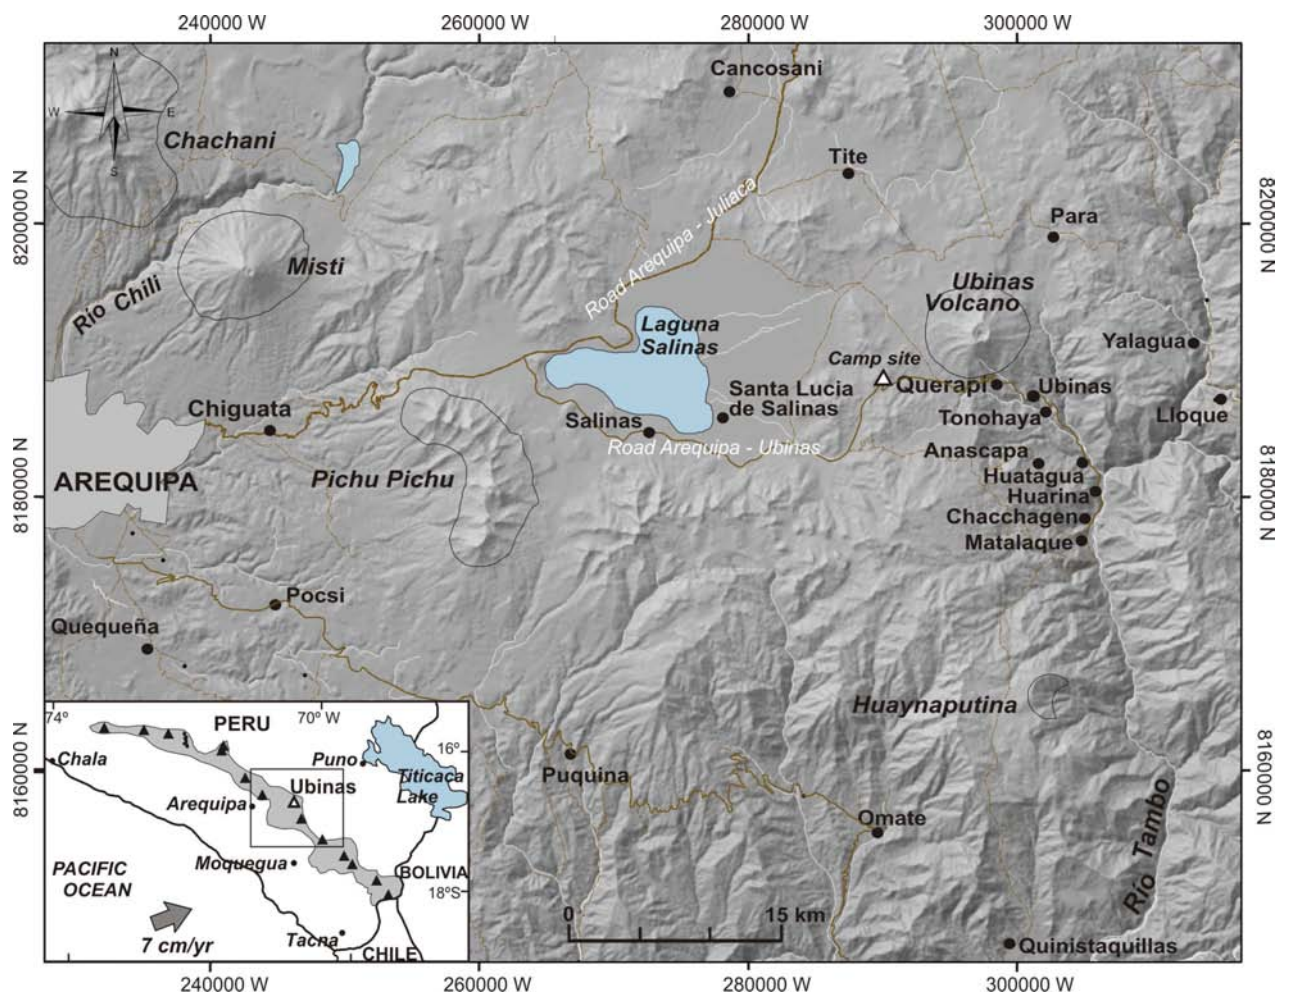 240000 W
260000 W
280000 W
300000 W
N
W
E
S
Cancosani
Chachani
Tite
8200000 N
8200000 N
Para
Road Arequipa - Juliaca
Misti
Río Chili
Ubinas
Volcano
Laguna
Salinas
Yalagua
Camp site
Querapi
Ubinas
Santa Lucia
de Salinas
Chiguata
Salinas
Tonohaya
Lloque
Road Arequipa - Ubinas
Anascapa
AREQUIPA
Pichu Pichu
Huatagua
8180000 N
8180000 N
Huarina
Chacchagen
Matalaque
Pocsi
Quequeña
Huaynaputina
74°
70° W
PERU
16°
Chala
Puno
Titicaca
Lake
Ubinas
Arequipa
8160000 N
8160000 N
Puquina
Omate
Río Tambo
Moquegua
PACIFIC
OCEAN
BOLIVIA
18°S
7 cm/yr
Tacna
CHILE
0
15 km
Quinistaquillas
240000 W
260000 W
280000 W
300000 W